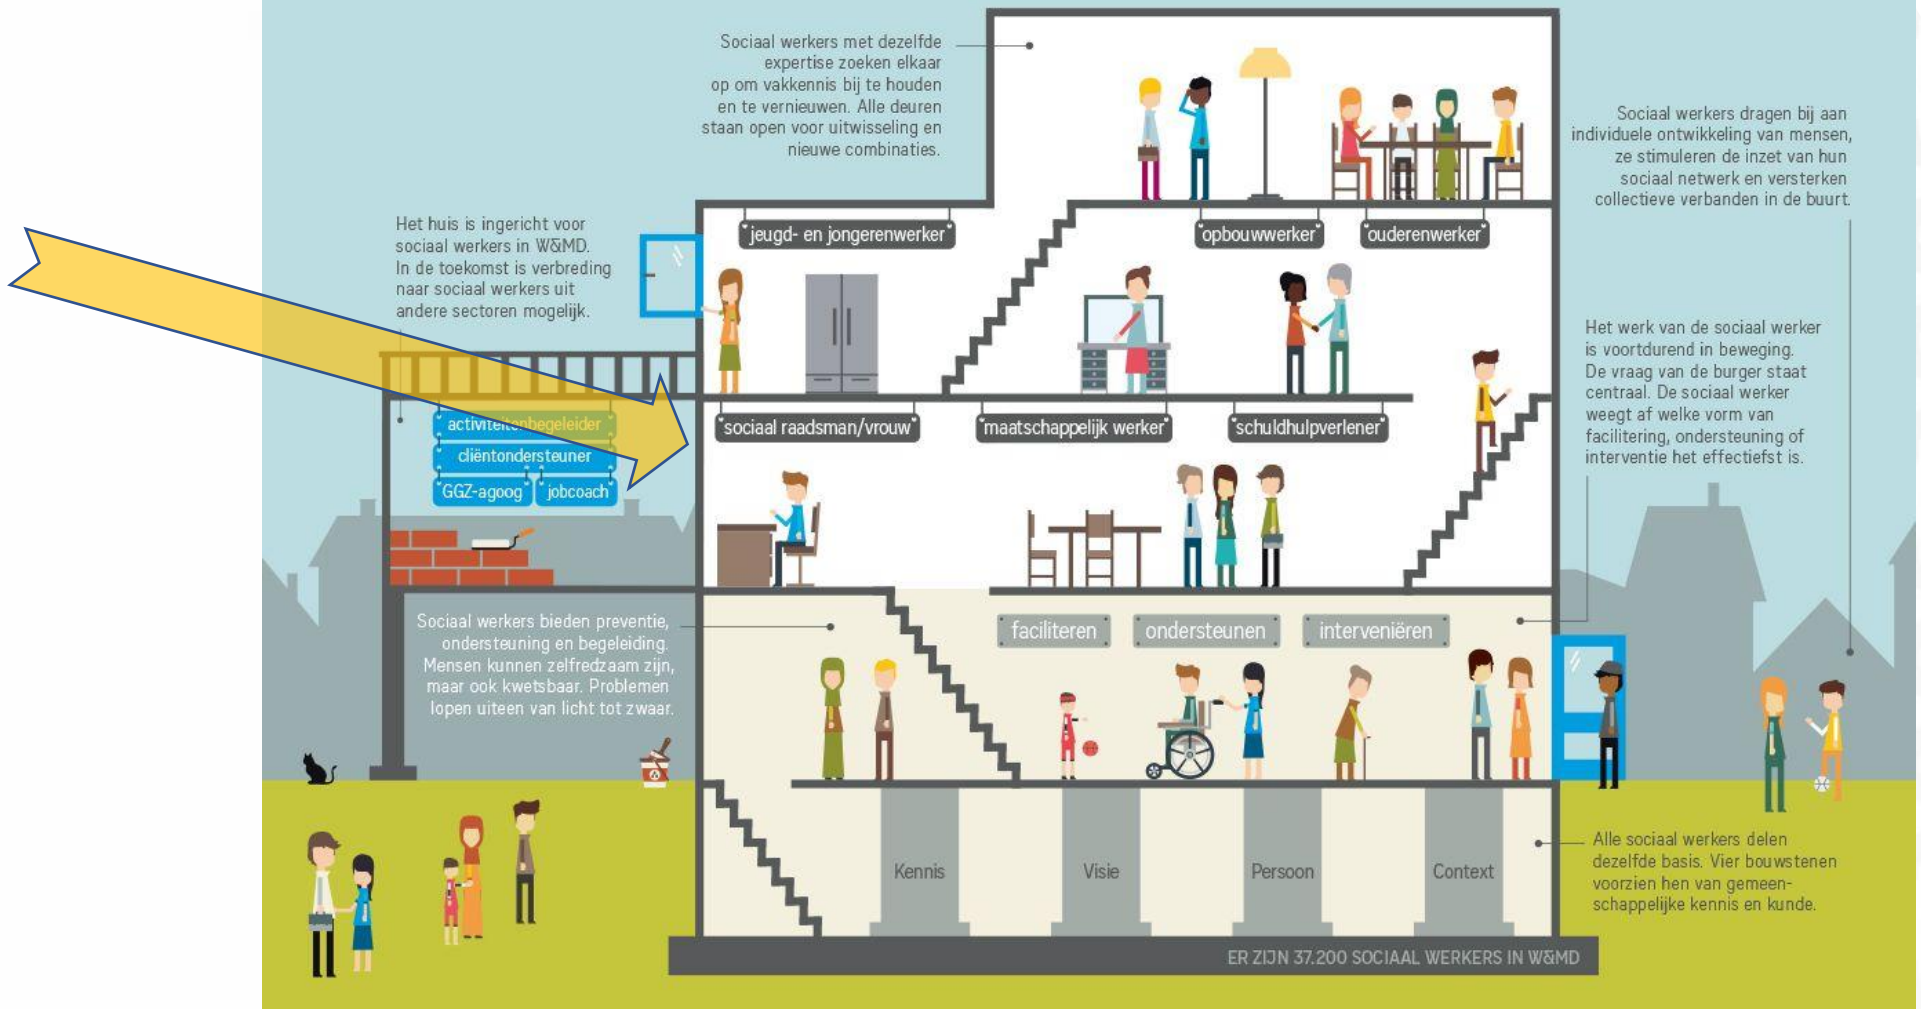 Sociaal werkers met dezelfde
expertise zoeken elkaar
op om vakkennis bij te houden
en te vernieuwen. Alle deuren
staan open voor uitwisseling en
nieuwe combinaties.
Sociaal werkers dragen bij aan
individuele ontwikkeling van mensen,
ze stimuleren de inzet van hun
sociaal netwerk en versterken
collectieve verbanden in de buurt.
Het huis is ingericht voor
sociaal werkers in W&MD.
In de toekomst is verbreding
naar sociaal werkers uit
andere sectoren mogelijk.
jeugd- en jongerenwerker
opbouwwerker
ouderenwerker
Het werk van de sociaal werker
is voortdurend in beweging.
De vraag van de burger staat
centraal. De sociaal werker
weegt af welke vorm van
facilitering, ondersteuning of
interventie het effectiefst is.
activiteitenbegeleider
cliëntondersteuner
GGZ-agoog
jobcoach
sociaal raadsman/vrouw
maatschappelijk werker
schuldhulpverlener
Sociaal werkers bieden preventie,
ondersteuning en begeleiding.
Mensen kunnen zelfredzaam zijn,
maar ook kwetsbaar. Problemen
lopen uiteen van licht tot zwaar.
faciliteren
ondersteunen
interveniëren
Kennis
Visie
Persoon
Context
Alle sociaal werkers delen
dezelfde basis. Vier bouwstenen
voorzien hen van gemeen-
schappelijke kennis en kunde.
ER ZIJN 37.200 SOCIAAL WERKERS IN W&MD